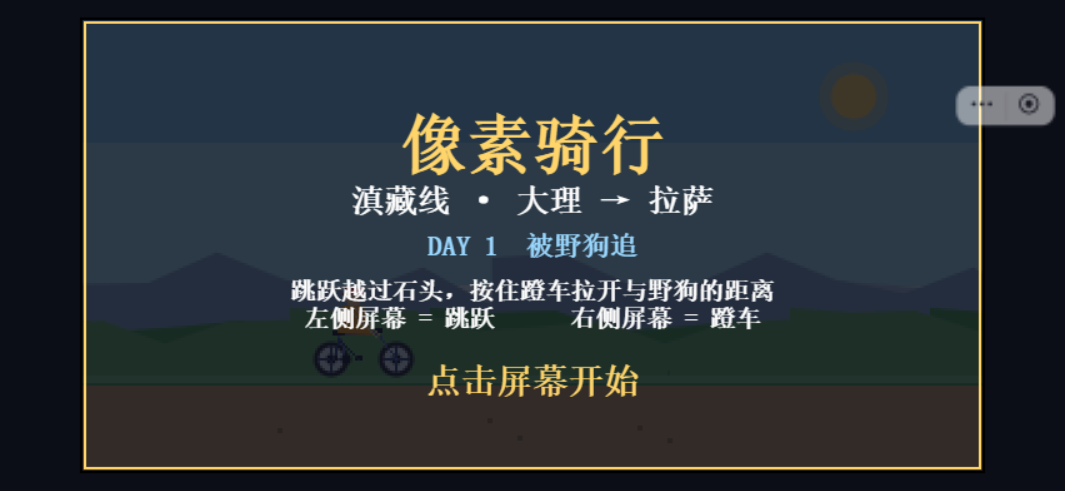 像素骑行
滇藏线 · 大理 → 拉萨
DAY 1 被野狗追
跳跃越过石头，按住蹬车拉开与野狗的距离
左侧屏幕 = 跳跃 右侧屏幕 = 蹬车
点击屏幕开始